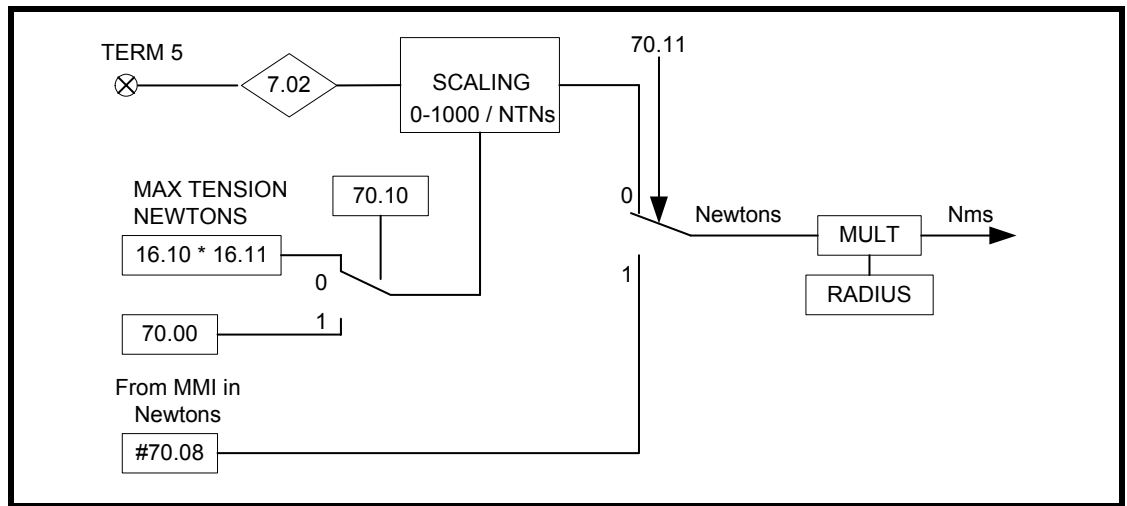 TERM 5
7.02
SCALING
0-1000 / NTNs
70.11
MAX TENSION
NEWTONS
70.10
16.10 * 16.11
0
1
70.00
0
Newtons
MULT
Nms
1
RADIUS
From MMI in
Newtons
#70.08